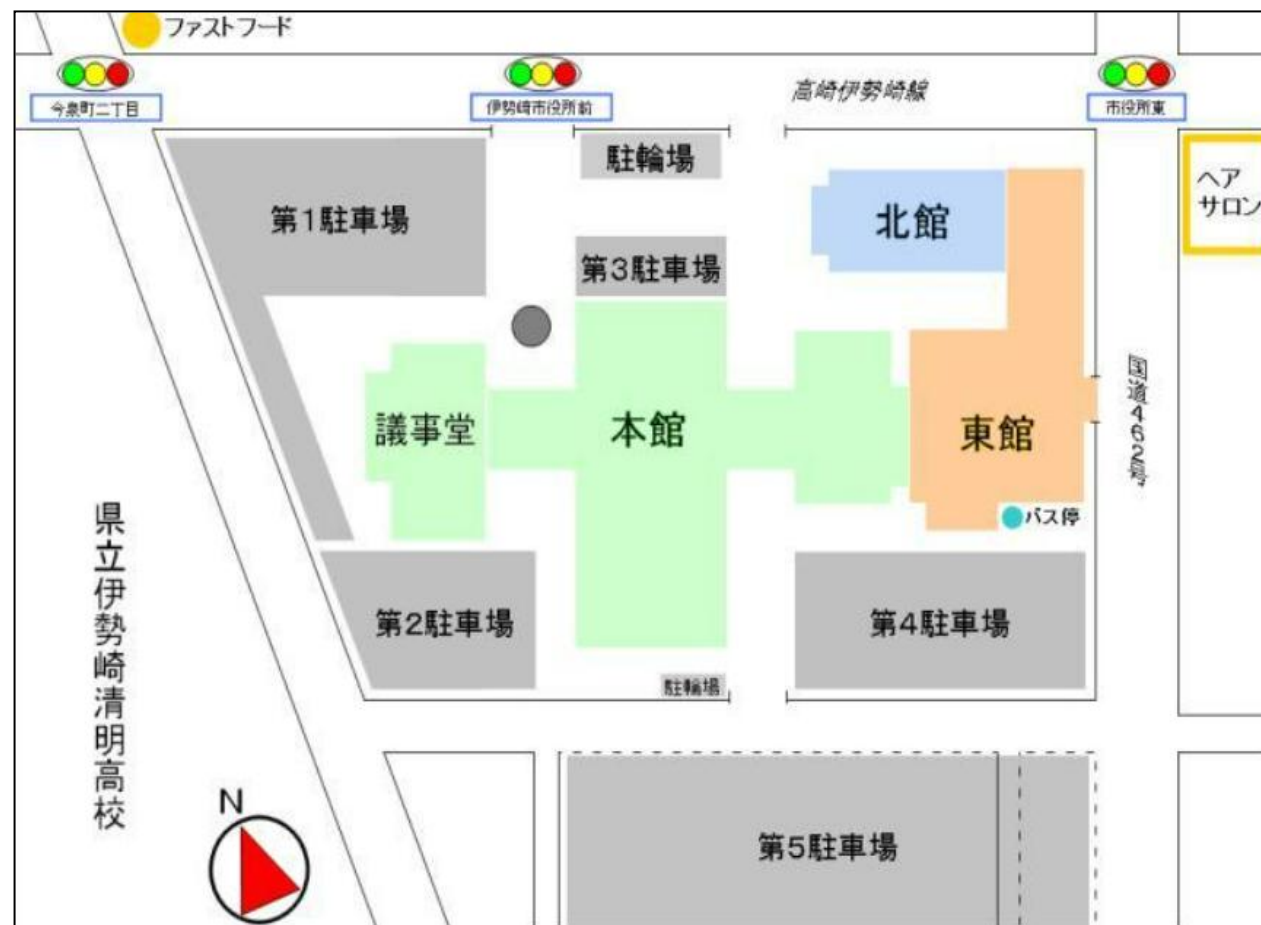 ファストフード
今泉町二丁目
伊勢崎市役所前
高崎伊勢崎線
市役所東
駐輪場
ヘア
サロン
第1駐車場
北館
第3駐車場
国道462号
議事堂
本館
東館
バス停
県立伊勢崎清明高校
第2駐車場
第4駐車場
駐輪場
N
第5駐車場